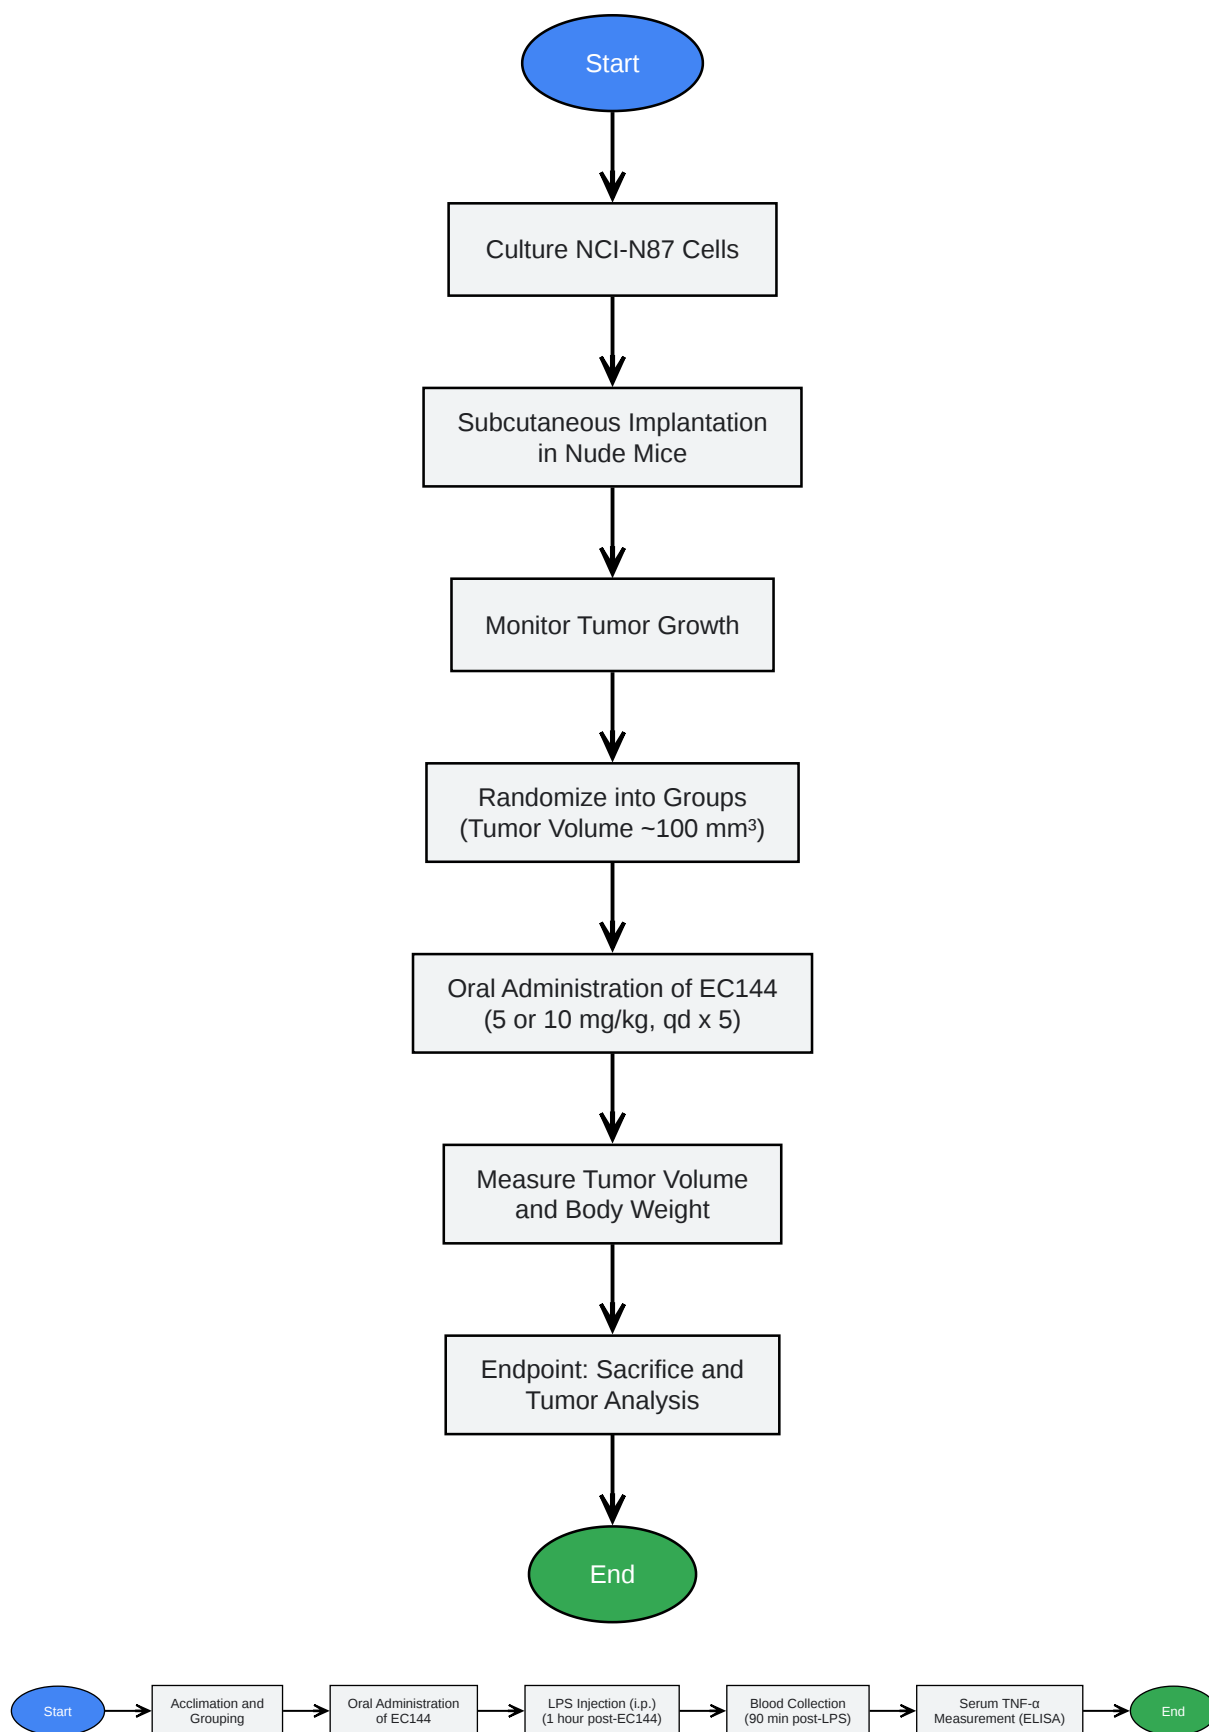 Start
Culture NCI-N87 Cells
Subcutaneous Implantation
in Nude Mice
Monitor Tumor Growth
Randomize into Groups
(Tumor Volume ~100 mm³)
Oral Administration of EC144
(5 or 10 mg/kg, qd x 5)
Measure Tumor Volume
and Body Weight
Endpoint: Sacrifice and
Tumor Analysis
End
Start
Acclimation and
Grouping
Oral Administration
of EC144
LPS Injection (i.p.)
(1 hour post-EC144)
Blood Collection
(90 min post-LPS)
Serum TNF-α
Measurement (ELISA)
End